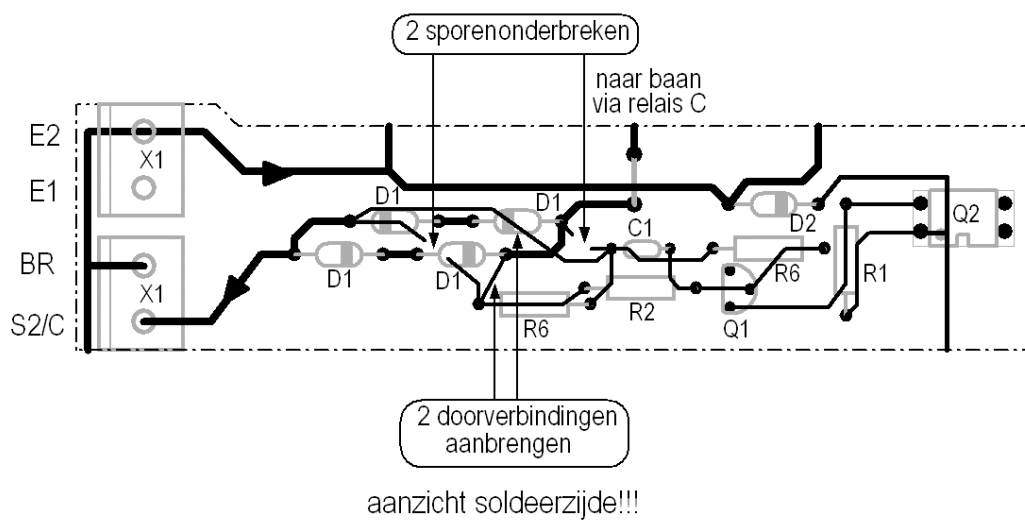 2 sporenonderbreken
naar baan
via relais C
E2
X1
E1
D1
D1
D2
Q2
C1
BR
X1
D1
D1
R6
R1
S2/C
R6
R2
Q1
2 doorverbindingen
aanbrengen
aanzicht soldeerzijde!!!